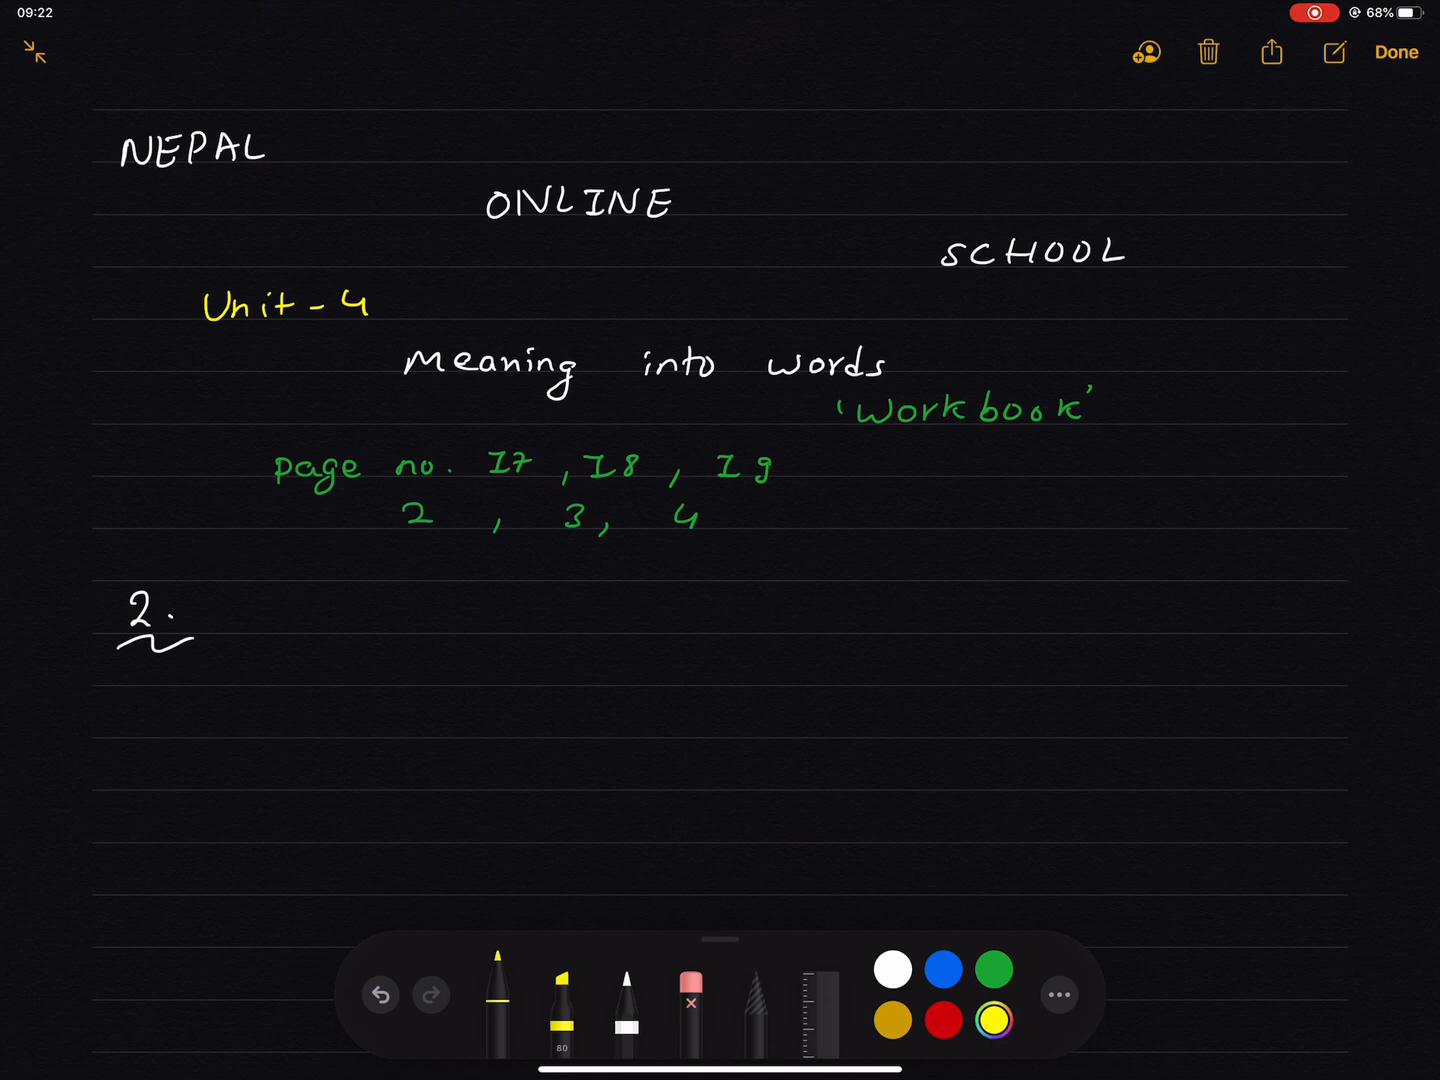 09:22
68%
Done
NEPAL
ONLINE
SCHOOL
Unit - 4
Meaning into words
'Workbook'
page no. 17, 18, 19
2, 3, 4
2.
80